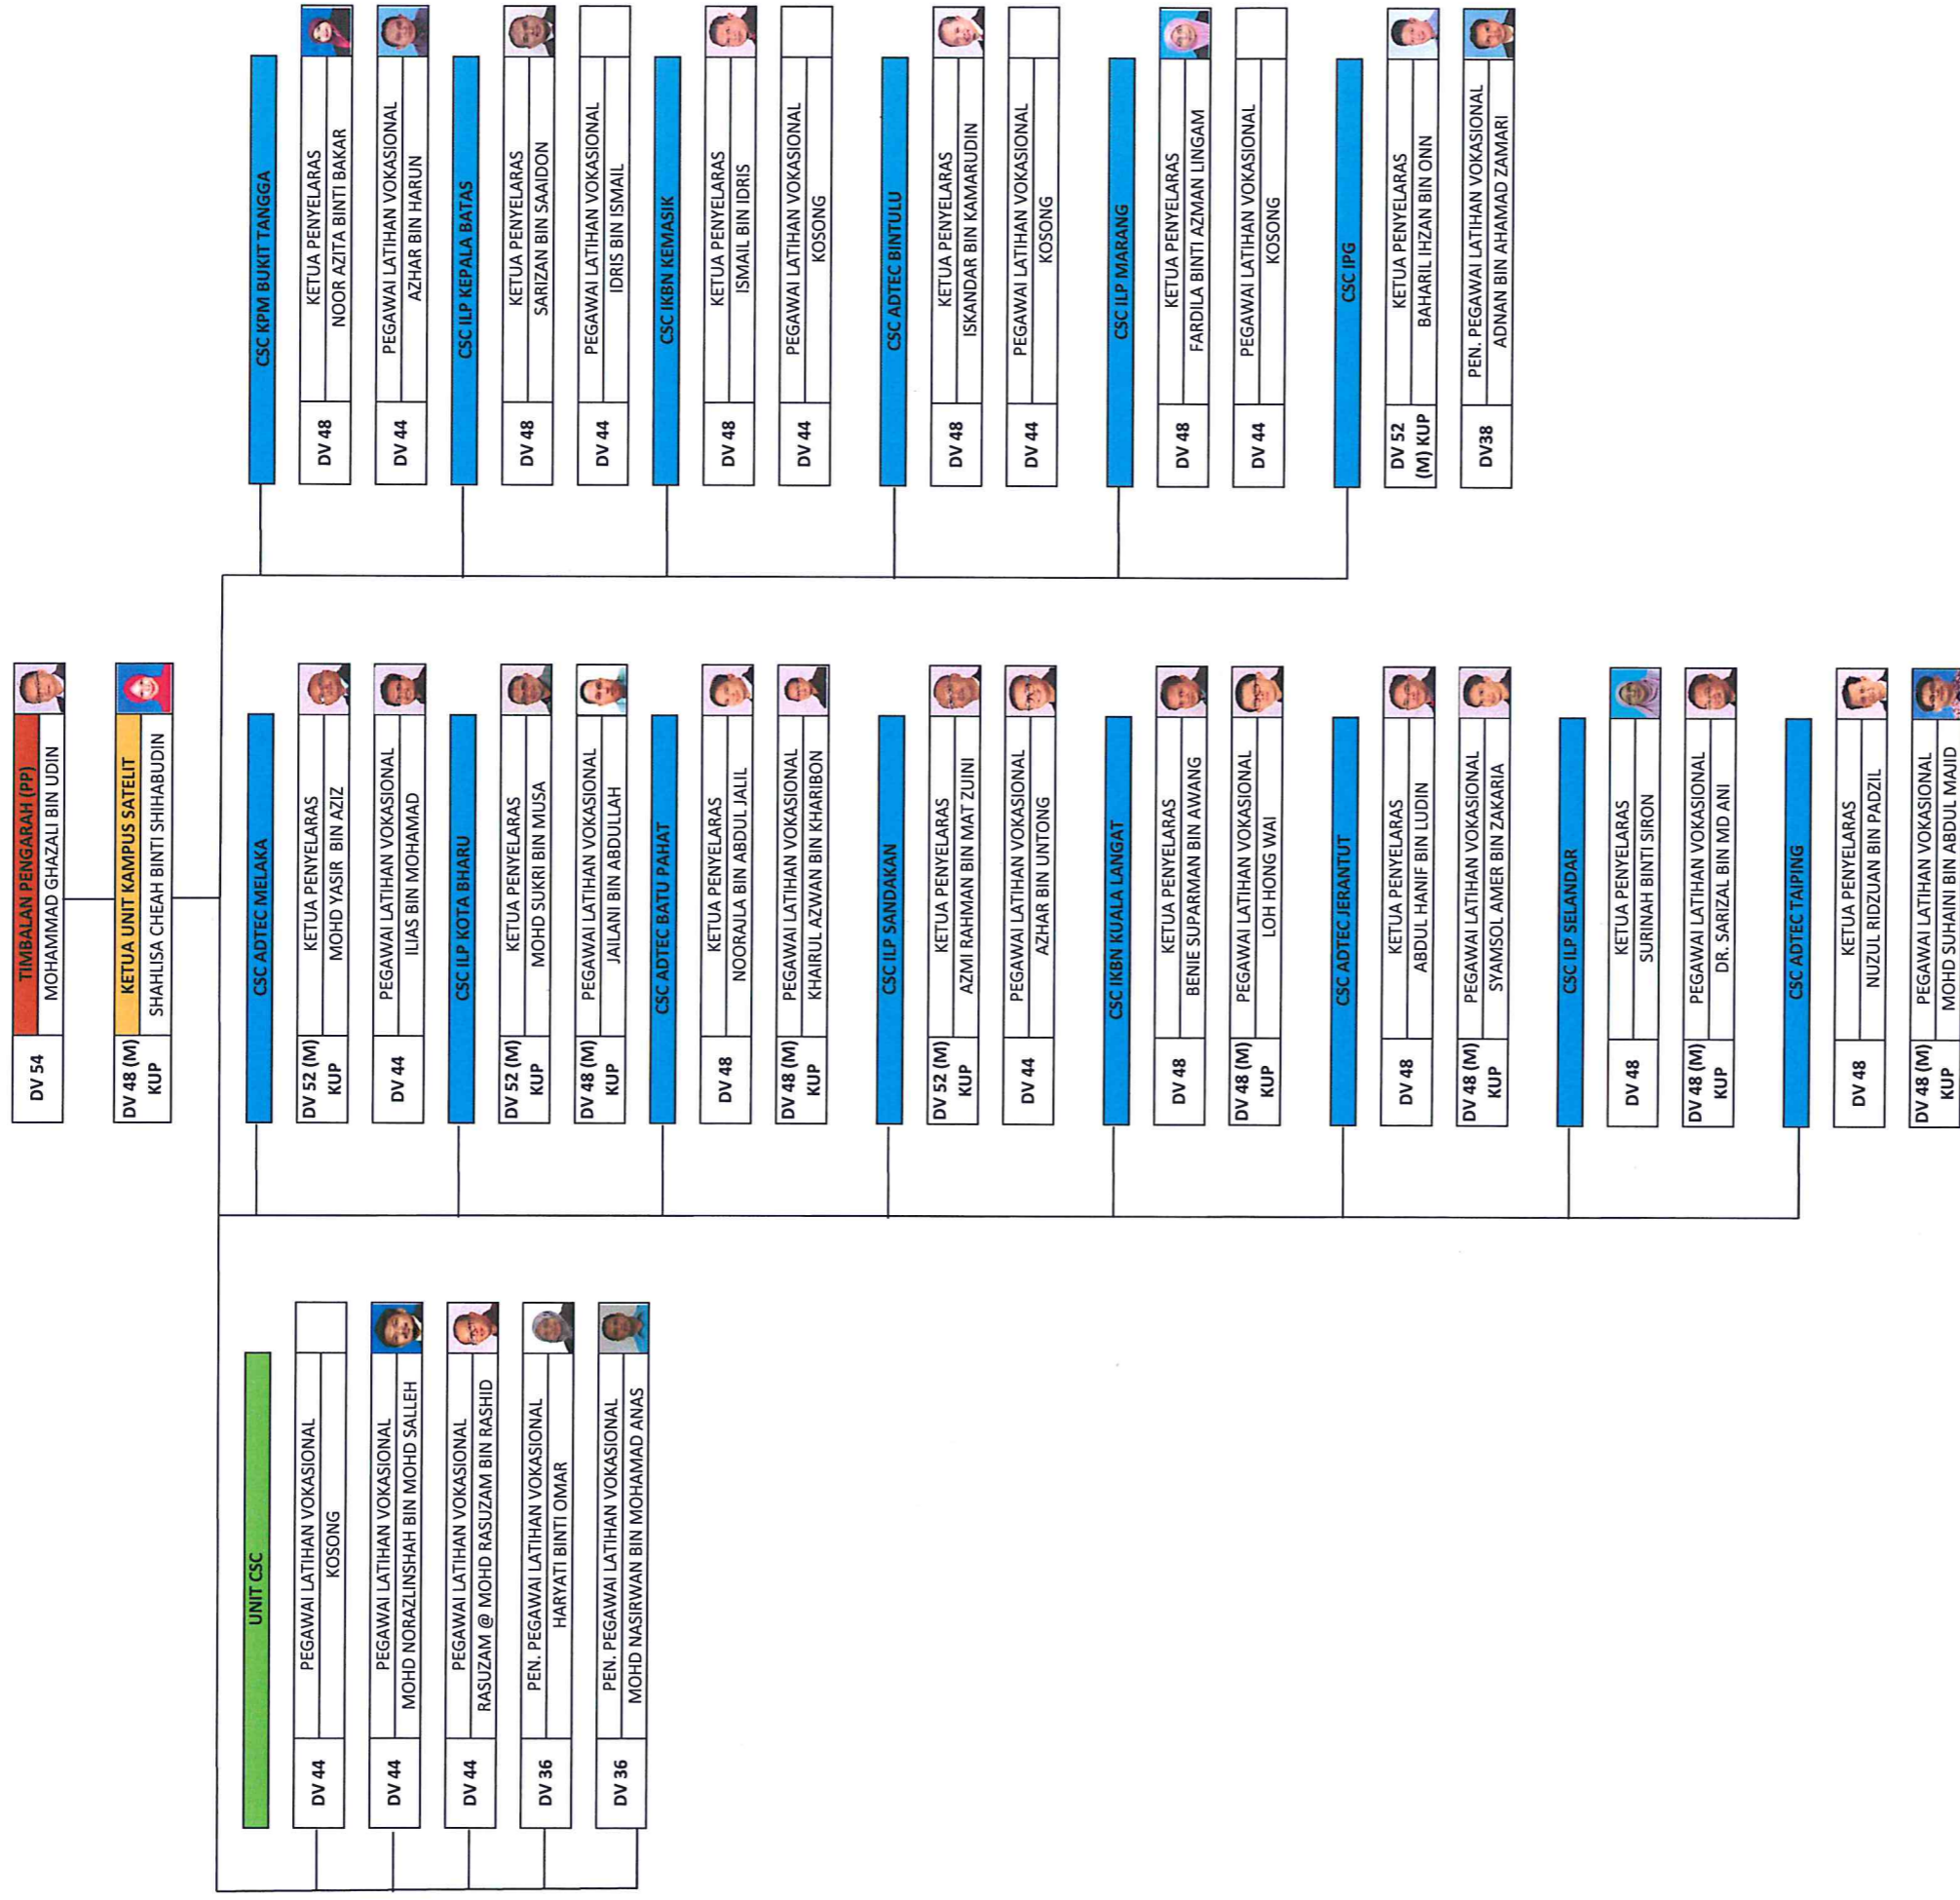 DV 54
TIMBALAN PENGARAH (PP)
MOHAMMAD GHAZALI BIN UDIN
DV 48 (M) KUP
KETUA UNIT KAMPUS SATELIT
SHAHLISA CHEAH BINTI SHIHABUDIN
UNIT CSC
DV 44
PEGAWAI LATIHAN VOKASIONAL
KOSONG
DV 44
PEGAWAI LATIHAN VOKASIONAL
MOHD NORAZLINSHAH BIN MOHD SALLEH
DV 44
PEGAWAI LATIHAN VOKASIONAL
RASUZAM @ MOHD RASUZAM BIN RASHID
DV 36
PEN. PEGAWAI LATIHAN VOKASIONAL
HARYATI BINTI OMAR
DV 36
PEN. PEGAWAI LATIHAN VOKASIONAL
MOHD NASIRWAN BIN MOHAMAD ANAS
CSC ADTEC MELAKA
DV 52 (M) KUP
KETUA PENYELARAS
MOHD YASIR BIN AZIZ
DV 44
PEGAWAI LATIHAN VOKASIONAL
ILIAS BIN MOHAMAD
CSC ILP KOTA BHARU
DV 52 (M) KUP
KETUA PENYELARAS
MOHD SUKRI BIN MUSA
DV 48 (M) KUP
PEGAWAI LATIHAN VOKASIONAL
JAILANI BIN ABDULLAH
CSC ADTEC BATU PAHAT
DV 48
KETUA PENYELARAS
NOORAULA BIN ABDUL JALIL
DV 48 (M) KUP
PEGAWAI LATIHAN VOKASIONAL
KHAIRUL AZWAN BIN KHARIBON
CSC ILP SANDAKAN
DV 52 (M) KUP
KETUA PENYELARAS
AZMI RAHMAN BIN MAT ZUINI
DV 44
PEGAWAI LATIHAN VOKASIONAL
AZHAR BIN UNTONG
CSC IKBN KUALA LANGAT
DV 48
KETUA PENYELARAS
BENIE SUPARMAN BIN AWANG
DV 48 (M) KUP
PEGAWAI LATIHAN VOKASIONAL
LOH HONG WAI
CSC ADTEC JERANTUT
DV 48
KETUA PENYELARAS
ABDUL HANIF BIN LUDIN
DV 48 (M) KUP
PEGAWAI LATIHAN VOKASIONAL
SYAMSOL AMER BIN ZAKARIA
CSC ILP SELANDAR
DV 48
KETUA PENYELARAS
SURINAH BINTI SIRON
DV 48 (M) KUP
PEGAWAI LATIHAN VOKASIONAL
DR. SARIZAL BIN MD ANI
CSC ADTEC TAIPING
DV 48
KETUA PENYELARAS
NUZUL RIDZUAN BIN PADZIL
DV 48 (M) KUP
PEGAWAI LATIHAN VOKASIONAL
MOHD SUHAINI BIN ABDUL MAJID
CSC KPM BUKIT TANGGA
DV 48
KETUA PENYELARAS
NOOR AZITA BINTI BAKAR
DV 44
PEGAWAI LATIHAN VOKASIONAL
AZHAR BIN HARUN
CSC ILP KEPALA BATAS
DV 48
KETUA PENYELARAS
SARIZAN BIN SAAIDON
DV 44
PEGAWAI LATIHAN VOKASIONAL
IDRIS BIN ISMAIL
CSC IKBN KEMASIK
DV 48
KETUA PENYELARAS
ISMAIL BIN IDRIS
DV 44
PEGAWAI LATIHAN VOKASIONAL
KOSONG
CSC ADTEC BINTULU
DV 48
KETUA PENYELARAS
ISKANDAR BIN KAMARUDIN
DV 44
PEGAWAI LATIHAN VOKASIONAL
KOSONG
CSC ILP MARANG
DV 48
KETUA PENYELARAS
FARDILA BINTI AZMAN LINGAM
DV 44
PEGAWAI LATIHAN VOKASIONAL
KOSONG
CSC IPG
DV 52
(M) KUP
KETUA PENYELARAS
BAHARIL IHZAN BIN ONN
DV38
PEN. PEGAWAI LATIHAN VOKASIONAL
ADNAN BIN AHAMAD ZAMARI